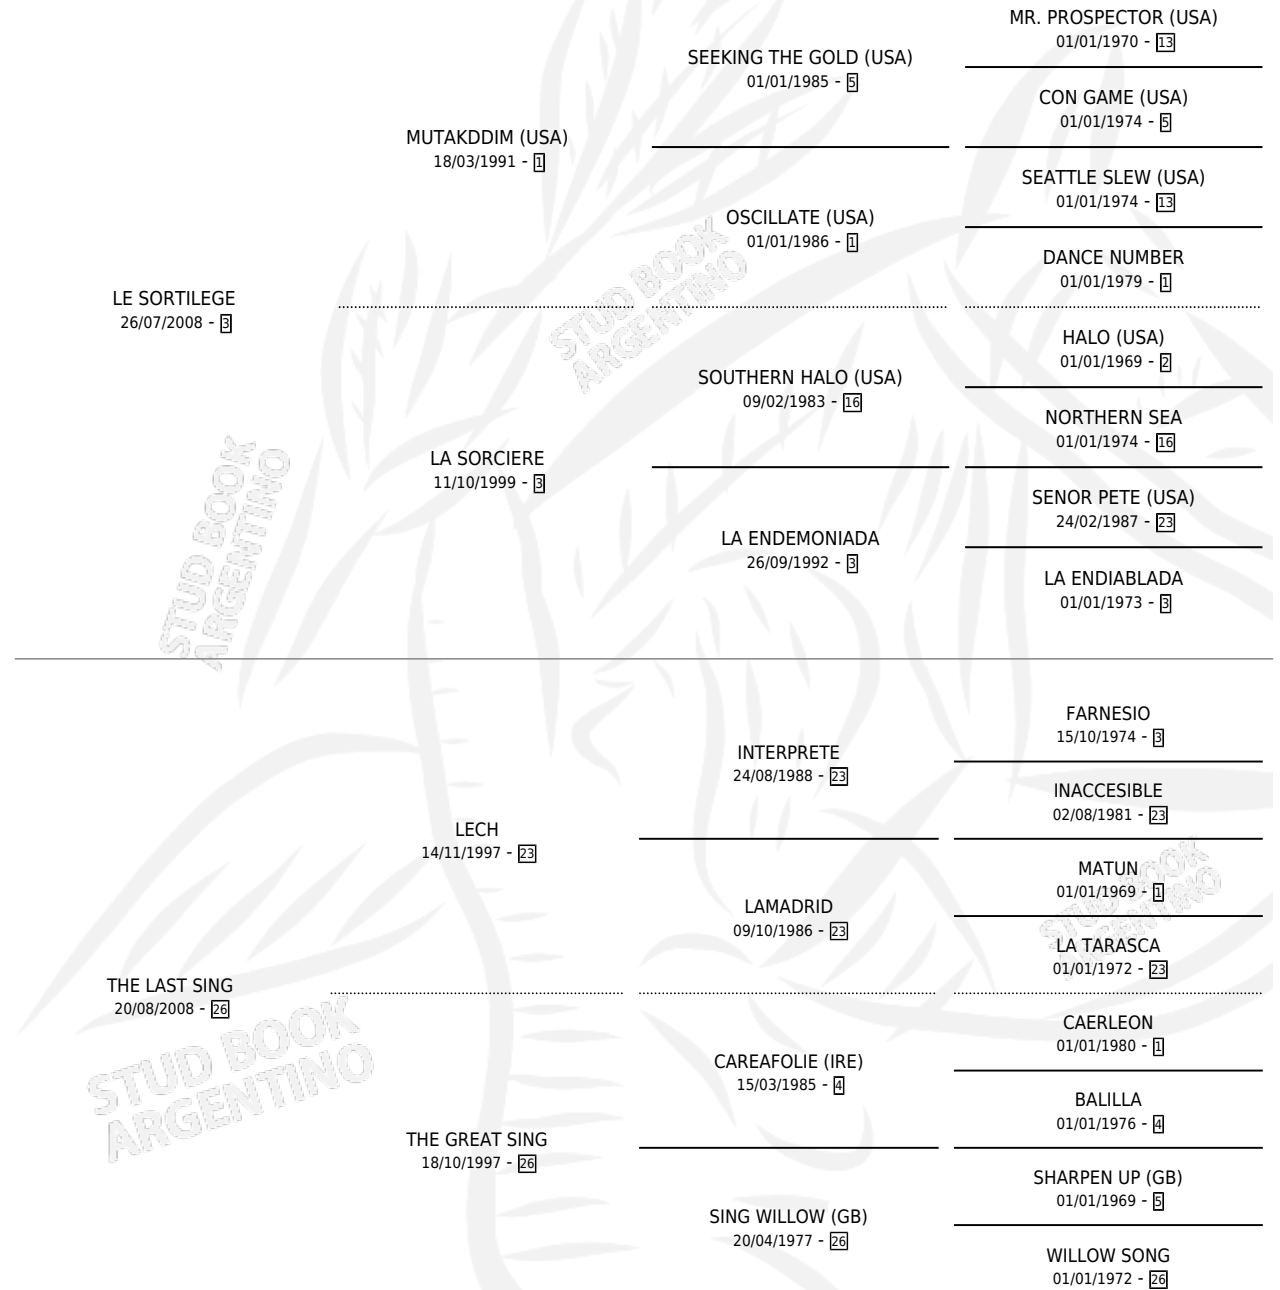 MR. PROSPECTOR (USA)
01/01/1970 - 13
SEEKING THE GOLD (USA)
01/01/1985 - 5
CON GAME (USA)
01/01/1974 - 5
MUTAKDDIM (USA)
18/03/1991 - 1
SEATTLE SLEW (USA)
01/01/1974 - 13
OSCILLATE (USA)
01/01/1986 - 1
DANCE NUMBER
01/01/1979 - 1
LE SORTILEGE
26/07/2008 - 3
HALO (USA)
01/01/1969 - 2
SOUTHERN HALO (USA)
09/02/1983 - 16
NORTHERN SEA
01/01/1974 - 16
LA SORCIERE
11/10/1999 - 3
SENOR PETE (USA)
24/02/1987 - 23
LA ENDEMONIADA
26/09/1992 - 3
LA ENDIABLADA
01/01/1973 - 3
FARNESIO
15/10/1974 - 3
INTERPRETE
24/08/1988 - 23
INACCESIBLE
02/08/1981 - 23
LECH
14/11/1997 - 23
MATUN
01/01/1969 - 1
LAMADRID
09/10/1986 - 23
LA TARASCA
01/01/1972 - 23
THE LAST SING
20/08/2008 - 26
CAERLEON
01/01/1980 - 1
CAREAFOLIE (IRE)
15/03/1985 - 4
BALILLA
01/01/1976 - 4
THE GREAT SING
18/10/1997 - 26
SHARPEN UP (GB)
01/01/1969 - 5
SING WILLOW (GB)
20/04/1977 - 26
WILLOW SONG
01/01/1972 - 26
STUD BOOK
ARGENTINO
STUD BOOK
ARGENTINO
STUD BOOK
ARGENTINO
STUD BOOK
ARGENTINO